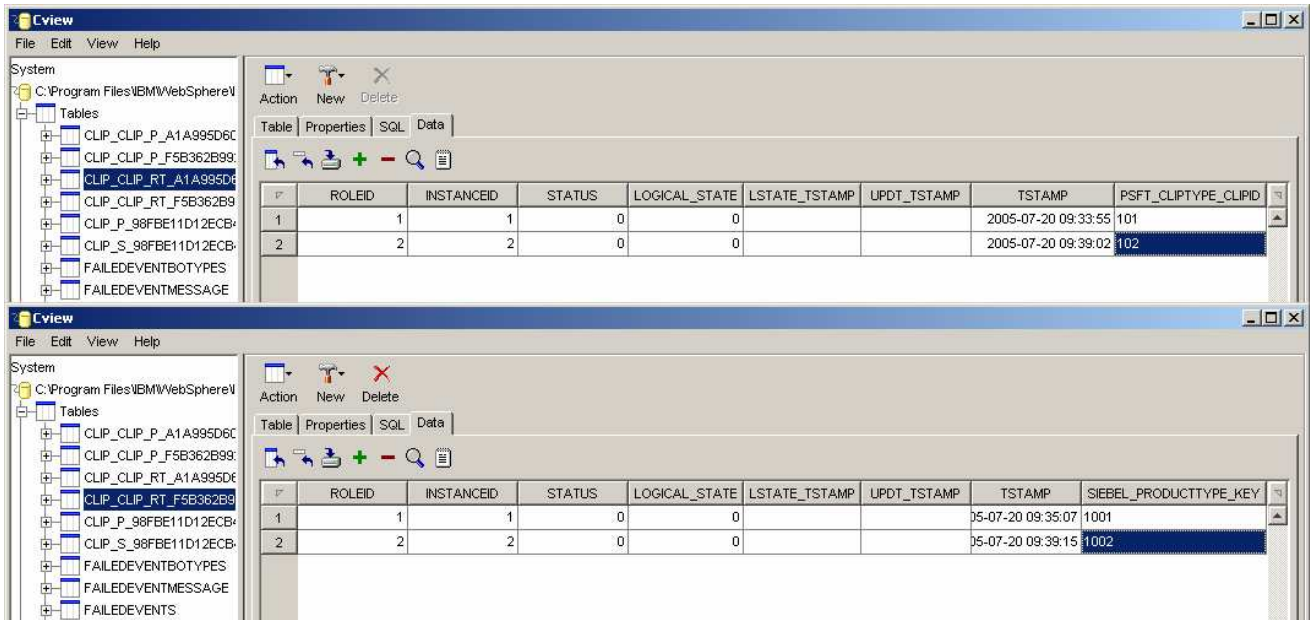 Cview
File Edit View Help
System
C:\Program Files\IBM\WebSphere\I
Tables
CLIP_CLIP_P_A1A995D6C
CLIP_CLIP_P_F5B362B99:
CLIP_CLIP_RT_A1A995D6
CLIP_CLIP_RT_F5B362B9
CLIP_P_98FBE11D12ECB4
CLIP_S_98FBE11D12ECB4
FAILEDEVENTBOTYPES
FAILEDEVENTMESSAGE
Action New Delete
Table Properties SQL Data
ROLEID INSTANCEID STATUS LOGICAL_STATE LSTATE_TSTAMP UPDT_TSTAMP TSTAMP PSFT_CLIPTYPE_CLIPID
1 1 1 0 0 2005-07-20 09:33:55 101
2 2 2 0 0 2005-07-20 09:39:02 102
Cview
File Edit View Help
System
C:\Program Files\IBM\WebSphere\I
Tables
CLIP_CLIP_P_A1A995D6C
CLIP_CLIP_P_F5B362B99:
CLIP_CLIP_RT_A1A995D6
CLIP_CLIP_RT_F5B362B9
CLIP_P_98FBE11D12ECB4
CLIP_S_98FBE11D12ECB
FAILEDEVENTBOTYPES
FAILEDEVENTMESSAGE
FAILEDEVENTS
Action New Delete
Table Properties SQL Data
ROLEID INSTANCEID STATUS LOGICAL_STATE LSTATE_TSTAMP UPDT_TSTAMP TSTAMP SIEBEL_PRODUCTTYPE_KEY
1 1 1 0 0 05-07-20 09:35:07 1001
2 2 2 0 0 05-07-20 09:39:15 1002